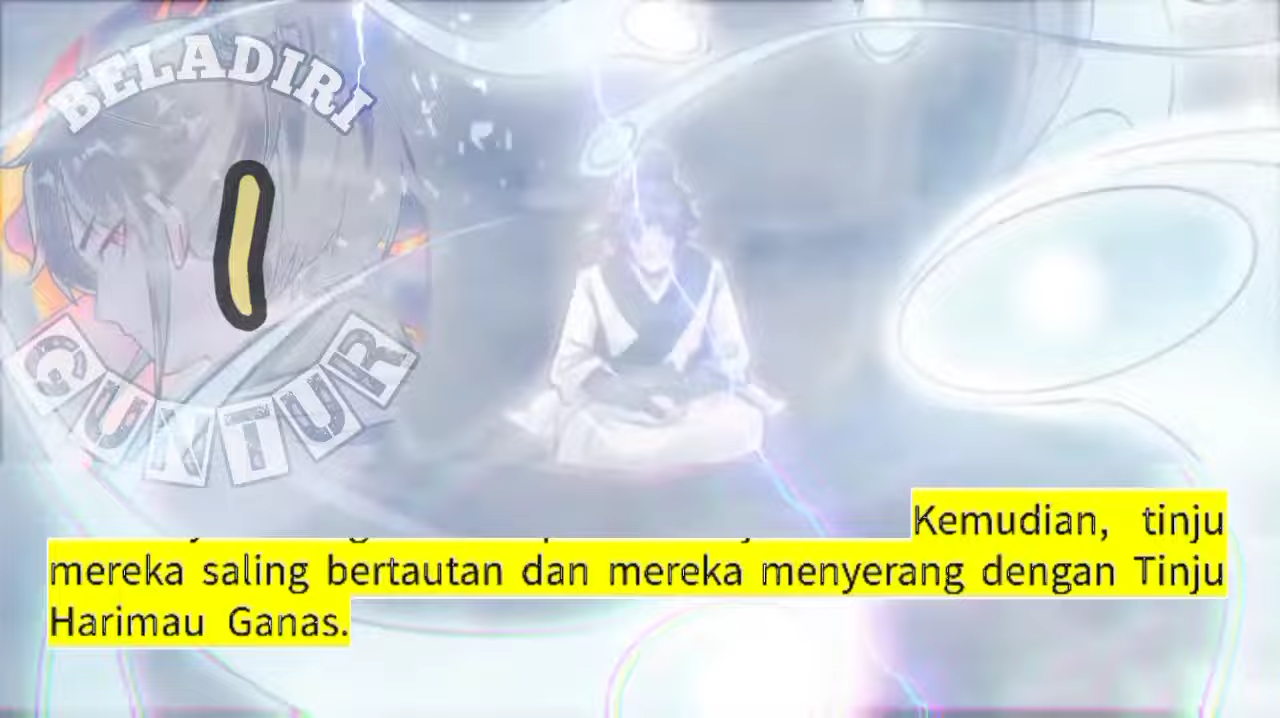 BELADIRI
GUNTUR
Kemudian, tinju
mereka saling bertautan dan mereka menyerang dengan Tinju
Harimau Ganas.